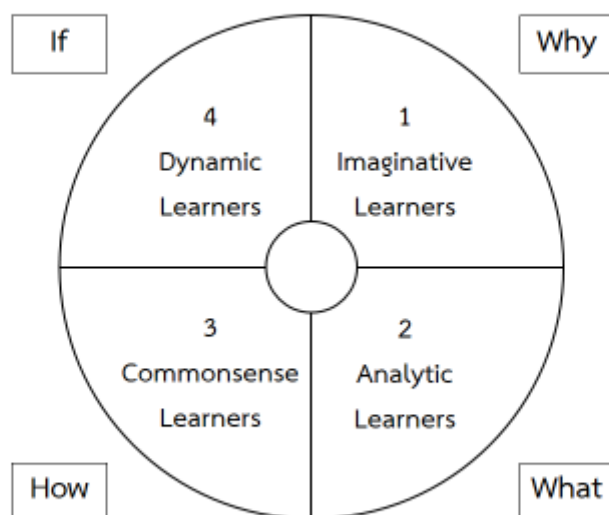 If
Why
4
Dynamic
Learners
1
Imaginative
Learners
3
Commonsense
Learners
2
Analytic
Learners
How
What